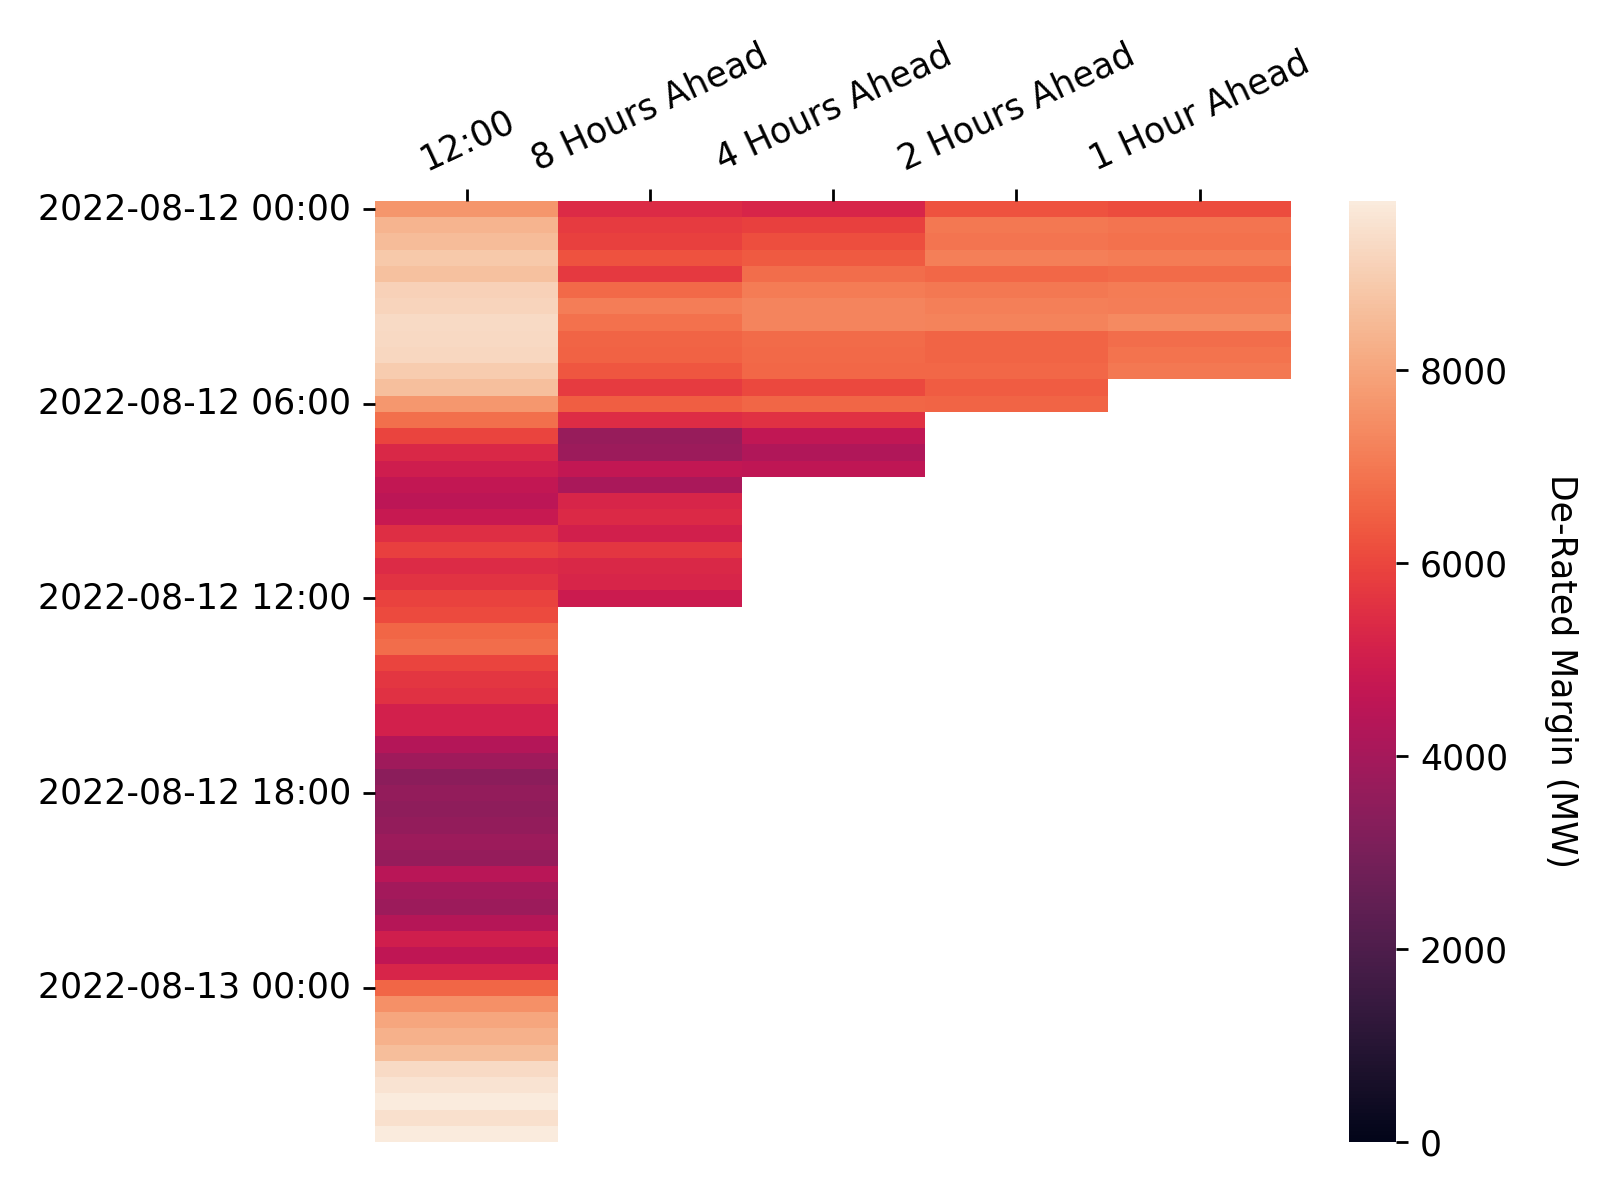 12:00
8 Hours Ahead
4 Hours Ahead
2 Hours Ahead
1 Hour Ahead
2022-08-12 00:00
2022-08-12 06:00
2022-08-12 12:00
2022-08-12 18:00
2022-08-13 00:00
8000
6000
4000
2000
0
De-Rated Margin (MW)